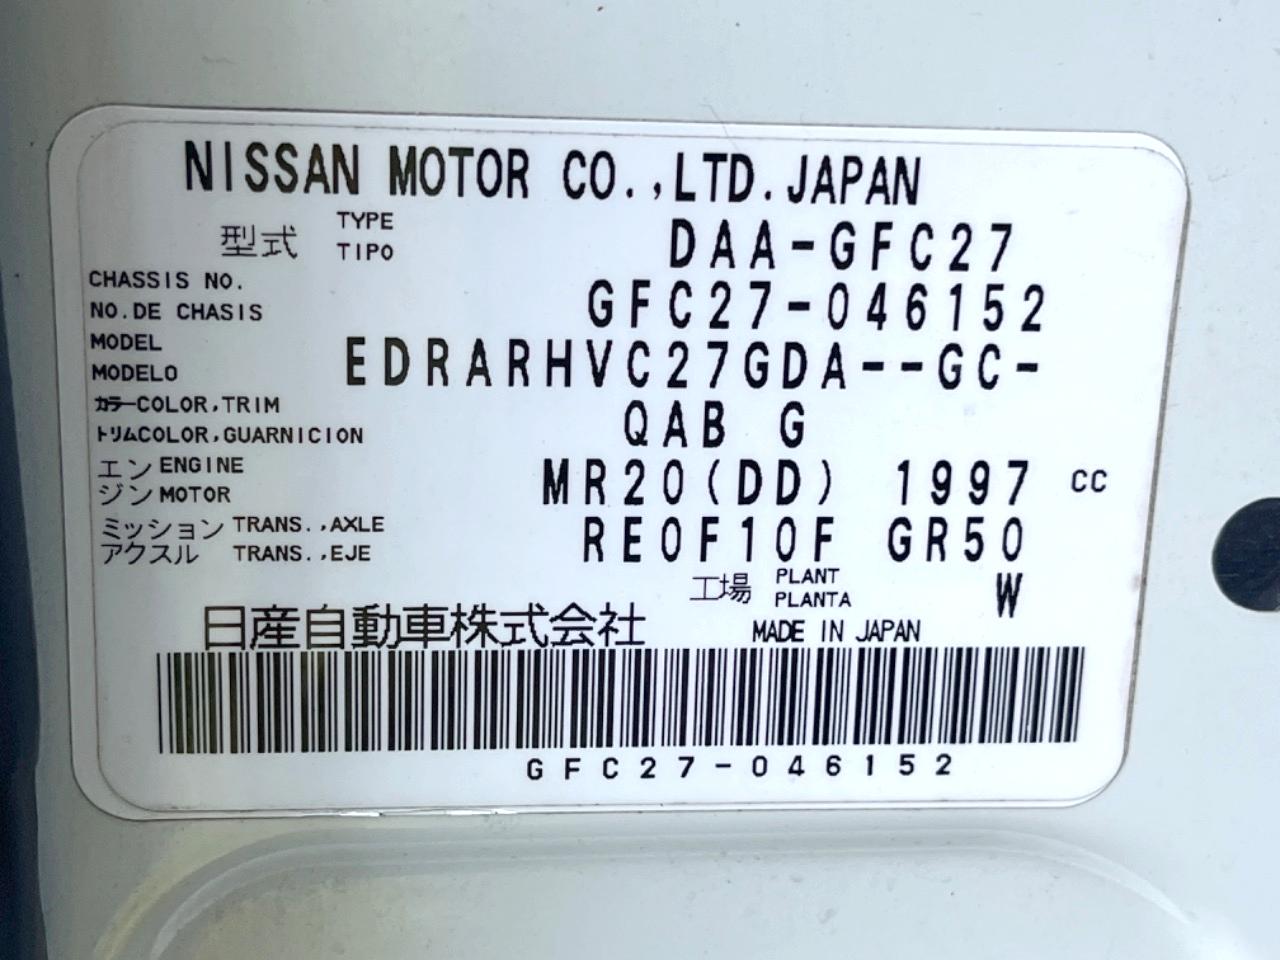 NISSAN MOTOR CO.,LTD.JAPAN
型式 TYPE TIPO DAA-GFC27
CHASSIS NO.
NO.DE CHASIS GFC27-046152
MODEL
MODELO EDRARHVC27GDA--GC-
カラーCOLOR,TRIM
トリムCOLOR,GUARNICION QAB G
エンジン ENGINE MOTOR MR20(DD) 1997 CC
ミッション TRANS.,AXLE
アクスル TRANS.,EJE RE0F10F GR50
工場 PLANT PLANTA W
日産自動車株式会社 MADE IN JAPAN
GFC27-046152